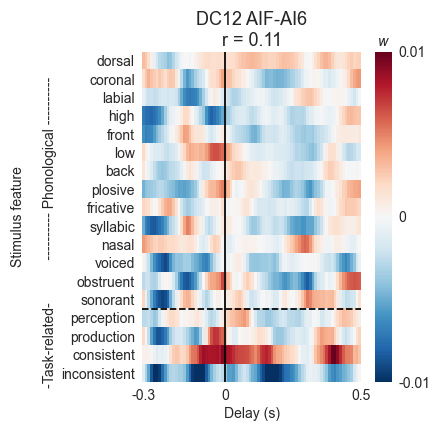 DC12 AIF-AI6
r = 0.11
w
dorsal
coronal
labial
high
front
low
back
plosive
fricative
syllabic
nasal
voiced
obstruent
sonorant
perception
production
consistent
inconsistent
Stimulus feature
-Task-related- ---------- Phonological ----------
0.01
0
-0.01
-0.3 0 0.5
Delay (s)